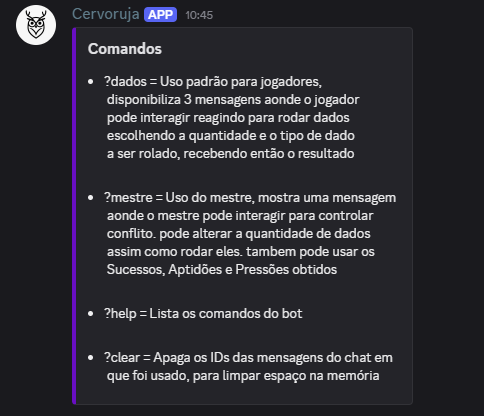 Cervoruja APP 10:45
Comandos
• ?dados = Uso padrão para jogadores,
disponibiliza 3 mensagens aonde o jogador
pode interagir reagindo para rodar dados
escolhendo a quantidade e o tipo de dado
a ser rolado, recebendo então o resultado
• ?mestre = Uso do mestre, mostra uma mensagem
aonde o mestre pode interagir para controlar
conflito. pode alterar a quantidade de dados
assim como rodar eles. tambem pode usar os
Sucessos, Aptidões e Pressões obtidos
• ?help = Lista os comandos do bot
• ?clear = Apaga os IDs das mensagens do chat em
que foi usado, para limpar espaço na memória